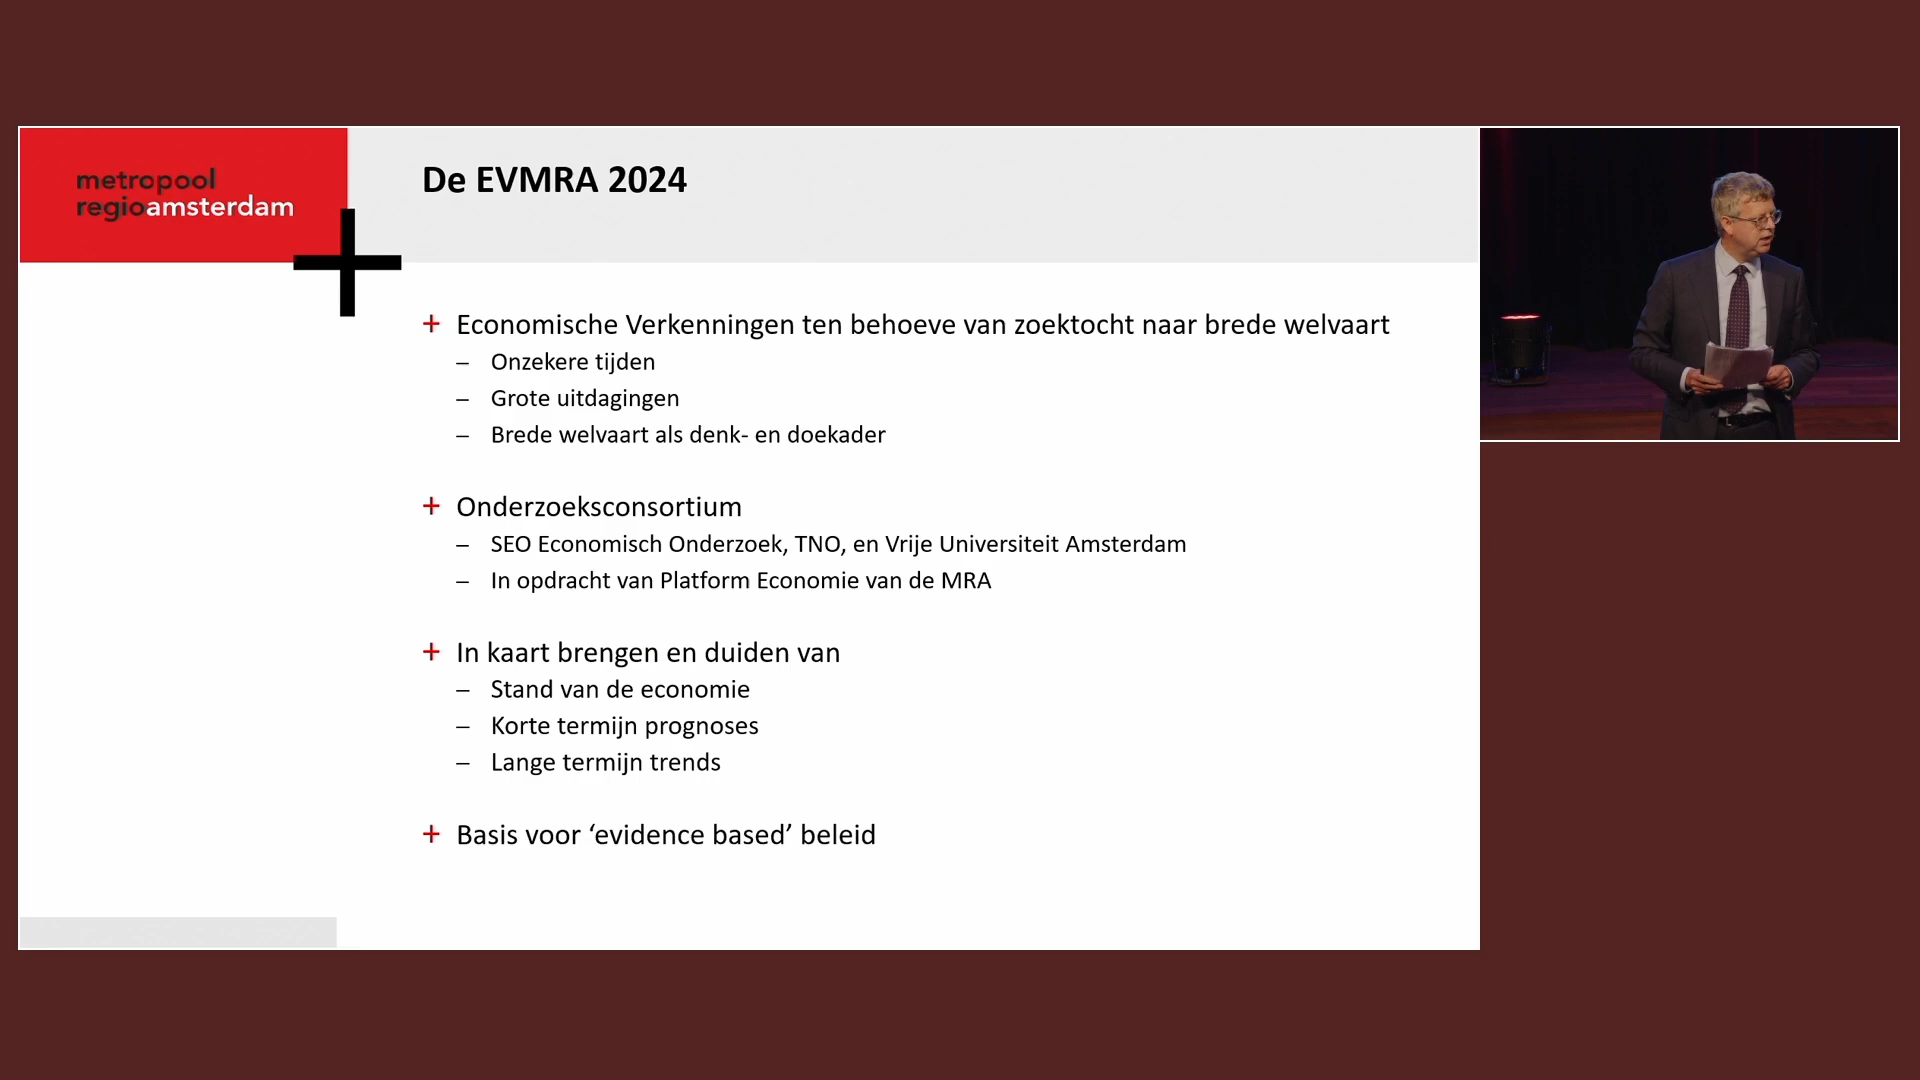 metropool
regioamsterdam
De EVMRA 2024
+ Economische Verkenningen ten behoeve van zoektocht naar brede welvaart
– Onzekere tijden
– Grote uitdagingen
– Brede welvaart als denk- en doekader
+ Onderzoeksconsortium
– SEO Economisch Onderzoek, TNO, en Vrije Universiteit Amsterdam
– In opdracht van Platform Economie van de MRA
+ In kaart brengen en duiden van
– Stand van de economie
– Korte termijn prognoses
– Lange termijn trends
+ Basis voor ‘evidence based’ beleid